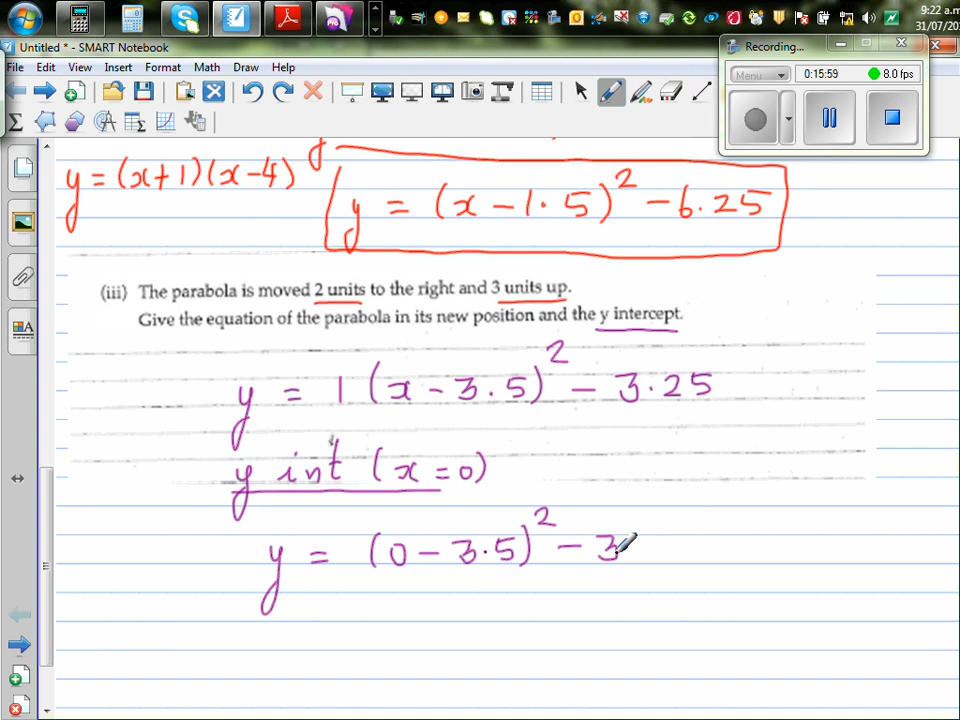 9:22 a.m
31/07/20
Untitled * - SMART Notebook
Recording...
File Edit View Insert Format Math Draw Help
Menu 0:15:59 8.0 fps
y = (x+1)(x-4)
y = (x - 1.5)² - 6.25
(iii) The parabola is moved 2 units to the right and 3 units up.
Give the equation of the parabola in its new position and the y intercept.
y = 1 (x - 3.5)² - 3.25
y int (x = 0)
y = (0 - 3.5)² - 3